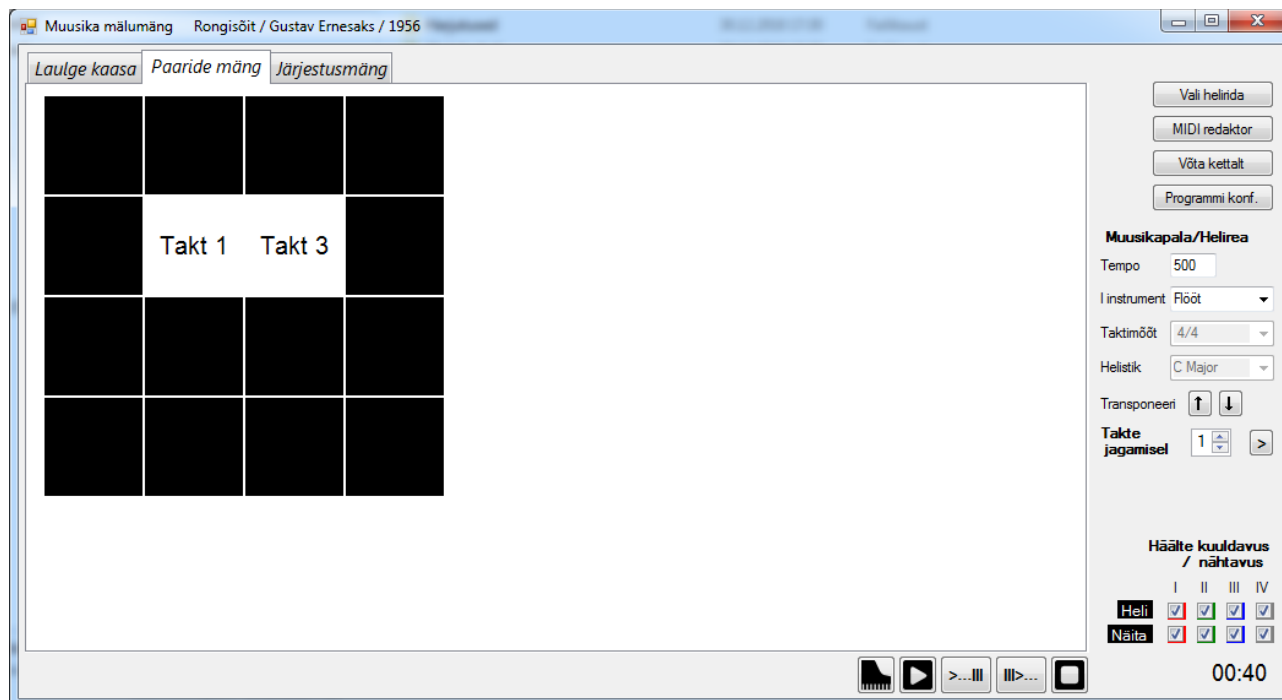 Muusika mälumäng Rongisõit / Gustav Ernesaks / 1956
Laulge kaasa Paaride mäng Järjestusmäng
Takt 1 Takt 3
Vali helirida
MIDI redaktor
Võta kettalt
Programmi konf.
Muusikapala/Helirea
Tempo 500
I instrument Flööt
Taktimõõt 4/4
Helistik C Major
Transponeeri ↑ ↓
Takte
jagamisel 1 >
Häälte kuuldavus
/ nähtavus
I II III IV
Heli
Näita
>...III III>... 00:40